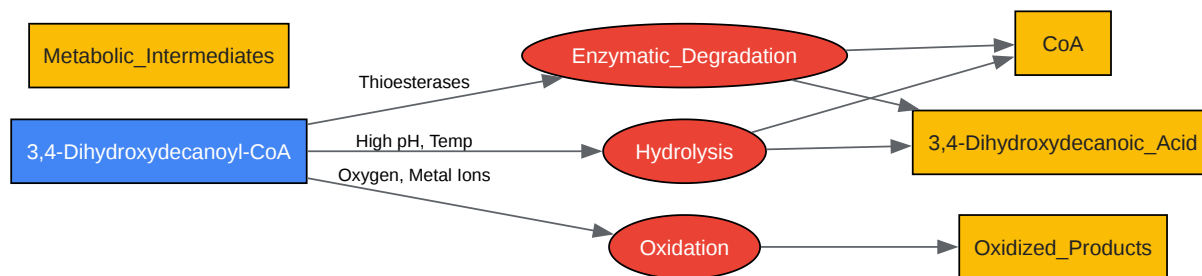 Metabolic_Intermediates
Enzymatic_Degradation
CoA
Thioesterases
3,4-Dihydroxydecanoyl-CoA
High pH, Temp
Hydrolysis
3,4-Dihydroxydecanoic_Acid
Oxygen, Metal Ions
Oxidation
Oxidized_Products